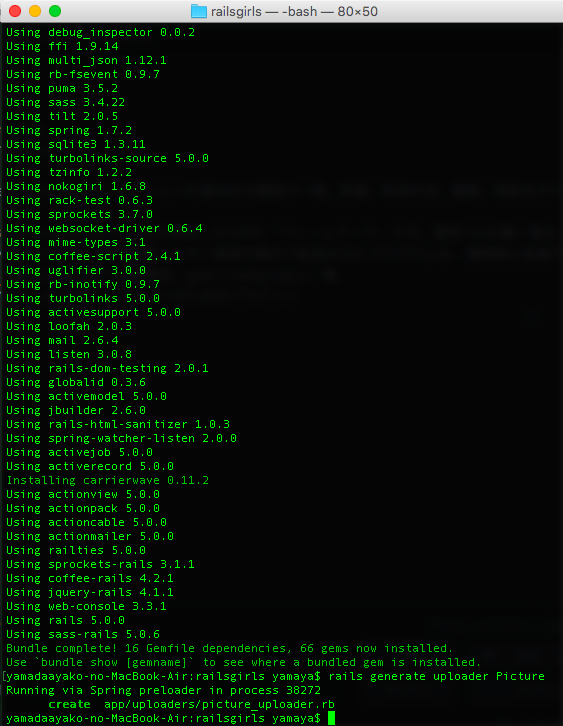 railsgirls — -bash — 80×50
Using debug_inspector 0.0.2
Using ffi 1.9.14
Using multi_json 1.12.1
Using rb-fsevent 0.9.7
Using puma 3.5.2
Using sass 3.4.22
Using tilt 2.0.5
Using spring 1.7.2
Using sqlite3 1.3.11
Using turbolinks-source 5.0.0
Using tzinfo 1.2.2
Using nokogiri 1.6.8
Using rack-test 0.6.3
Using sprockets 3.7.0
Using websocket-driver 0.6.4
Using mime-types 3.1
Using coffee-script 2.4.1
Using uglifier 3.0.0
Using rb-inotify 0.9.7
Using turbolinks 5.0.0
Using activesupport 5.0.0
Using loofah 2.0.3
Using mail 2.6.4
Using listen 3.0.8
Using rails-dom-testing 2.0.1
Using globalid 0.3.6
Using activemodel 5.0.0
Using jbuilder 2.6.0
Using rails-html-sanitizer 1.0.3
Using spring-watcher-listen 2.0.0
Using activejob 5.0.0
Using activerecord 5.0.0
Installing carrierwave 0.11.2
Using actionview 5.0.0
Using actionpack 5.0.0
Using actioncable 5.0.0
Using actionmailer 5.0.0
Using railties 5.0.0
Using sprockets-rails 3.1.1
Using coffee-rails 4.2.1
Using jquery-rails 4.1.1
Using web-console 3.3.1
Using rails 5.0.0
Using sass-rails 5.0.6
Bundle complete! 16 Gemfile dependencies, 66 gems now installed.
Use `bundle show [gemname]` to see where a bundled gem is installed.
[yamadaayako-no-MacBook-Air:railsgirls yamaya$ rails generate uploader Picture ]
Running via Spring preloader in process 38272
create app/uploaders/picture_uploader.rb
yamadaayako-no-MacBook-Air:railsgirls yamaya$